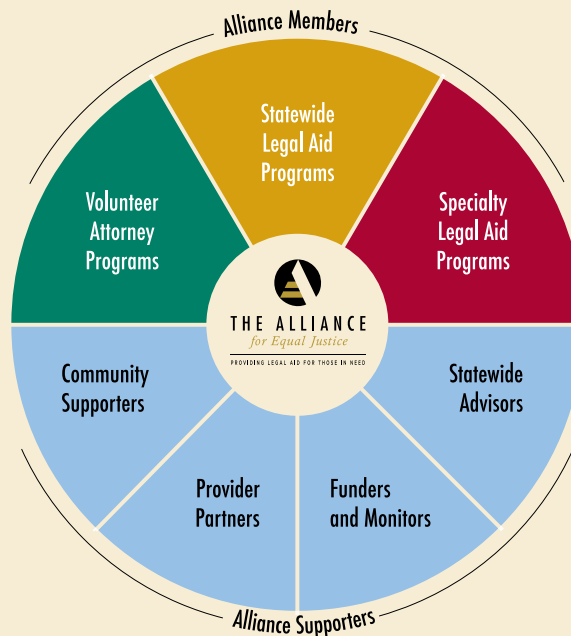 Alliance Members
Statewide
Legal Aid
Programs
Volunteer
Attorney
Programs
Specialty
Legal Aid
Programs
THE ALLIANCE
for Equal Justice
PROVIDING LEGAL AID FOR THOSE IN NEED
Community
Supporters
Statewide
Advisors
Provider
Partners
Funders
and Monitors
Alliance Supporters